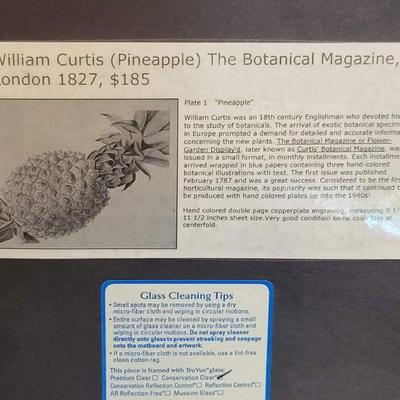 William Curtis (Pineapple) The Botanical Magazine,
London 1827, $185
Plate 1 "Pineapple"
William Curtis was an 18th century Englishman who devoted his
to the study of botanicals. The arrival of exotic botanical specim
in Europe prompted a demand for detailed and accurate informa
concerning the new plants. The Botanical Magazine or Flower-
Garden Display'd, later known as Curtis' Botanical Magazine, was
issued in a small format, in monthly installments. Each installme
arrived wrapped in blue papers containing three hand-colored
botanical illustrations with text. The first issue was published
February 1787 and was a great success. Considered to be the firs
horticultural magazine, its popularity was such that it continued t
be produced with hand colored plates up into the 1940s!
Hand colored double page copperplate engraving, measuring 8
11 1/2 inches sheet size. Very good condition some color loss at
centerfold.
Glass Cleaning Tips
• Small spots may be removed by using a dry
micro-fiber cloth and wiping in circular motions.
• Entire surface may be cleaned by spraying a small
amount of glass cleaner on a micro-fiber cloth and
wiping in circular motions. Do not spray cleaner
directly onto glass to prevent streaking and seepage
onto the matboard and artwork.
• If a micro-fiber cloth is not available, use a lint-free
clean cotton rag.
This piece is framed with TruVue glass:
Premium Clear☐ Conservation Clear☑
Conservation Reflection Control☐ Reflection Control☐
AR Reflection-Free☐ Museum Glass☐